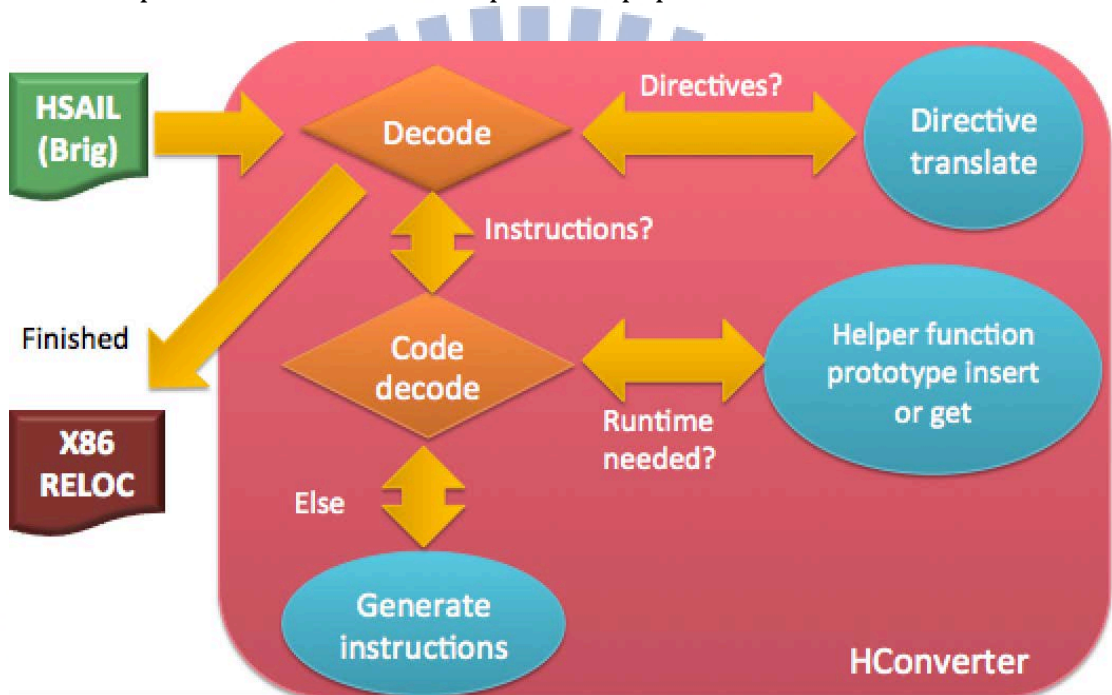 HSAIL
(Brig)
Decode
Directives?
Directive
translate
Instructions?
Finished
Code
decode
Helper function
prototype insert
or get
Runtime
needed?
X86
RELOC
Else
Generate
instructions
HConverter